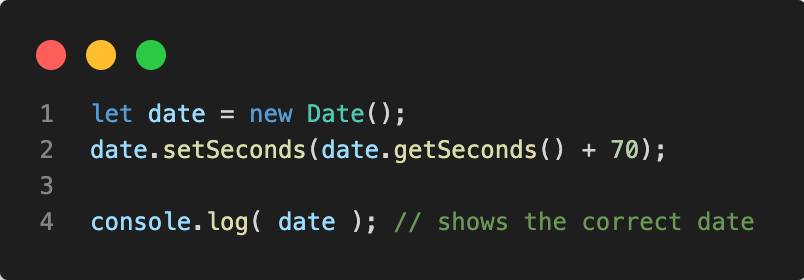 1 let date = new Date();
2 date.setSeconds(date.getSeconds() + 70);
3
4 console.log( date ); // shows the correct date